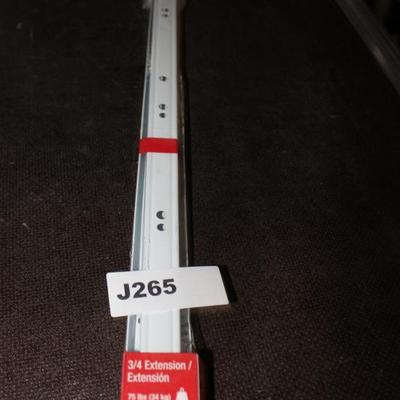 J265
3/4 Extension /
Extensión
75 lbs (34 kg)